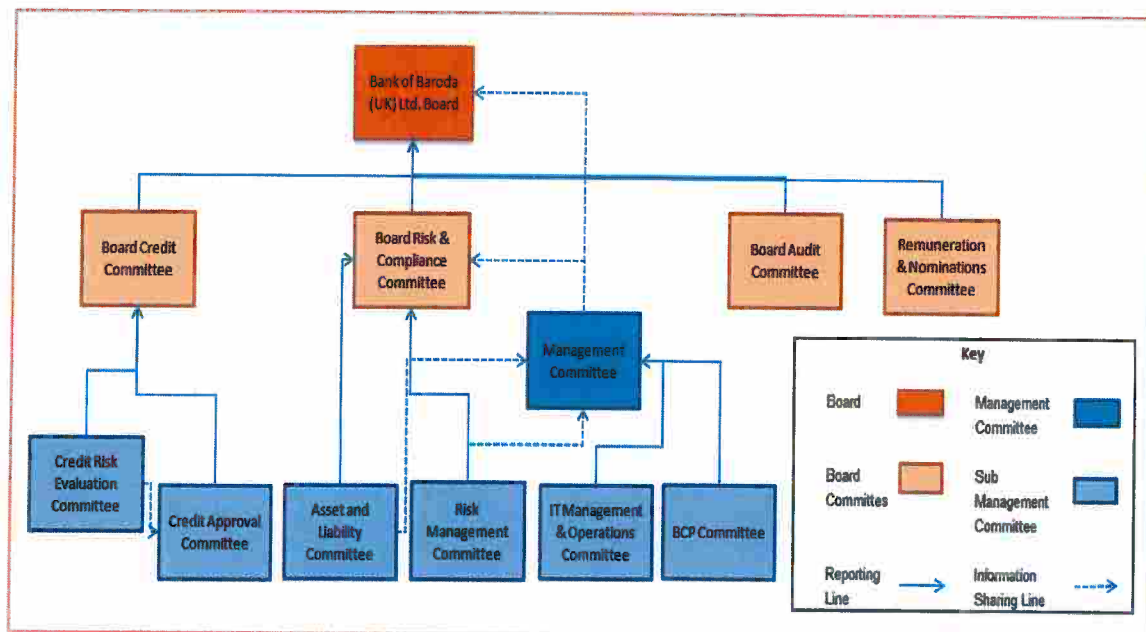 Bank of Baroda
(UK) Ltd. Board
Board Credit
Committee
Board Risk &
Compliance
Committee
Board Audit
Committee
Remuneration
& Nominations
Committee
Management
Committee
Credit Risk
Evaluation
Committee
Credit Approval
Committee
Asset and
Liability
Committee
Risk
Management
Committee
IT Management
& Operations
Committee
BCP Committee
Key
Board
Management
Committee
Board
Committes
Sub
Management
Committee
Reporting
Line
Information
Sharing Line